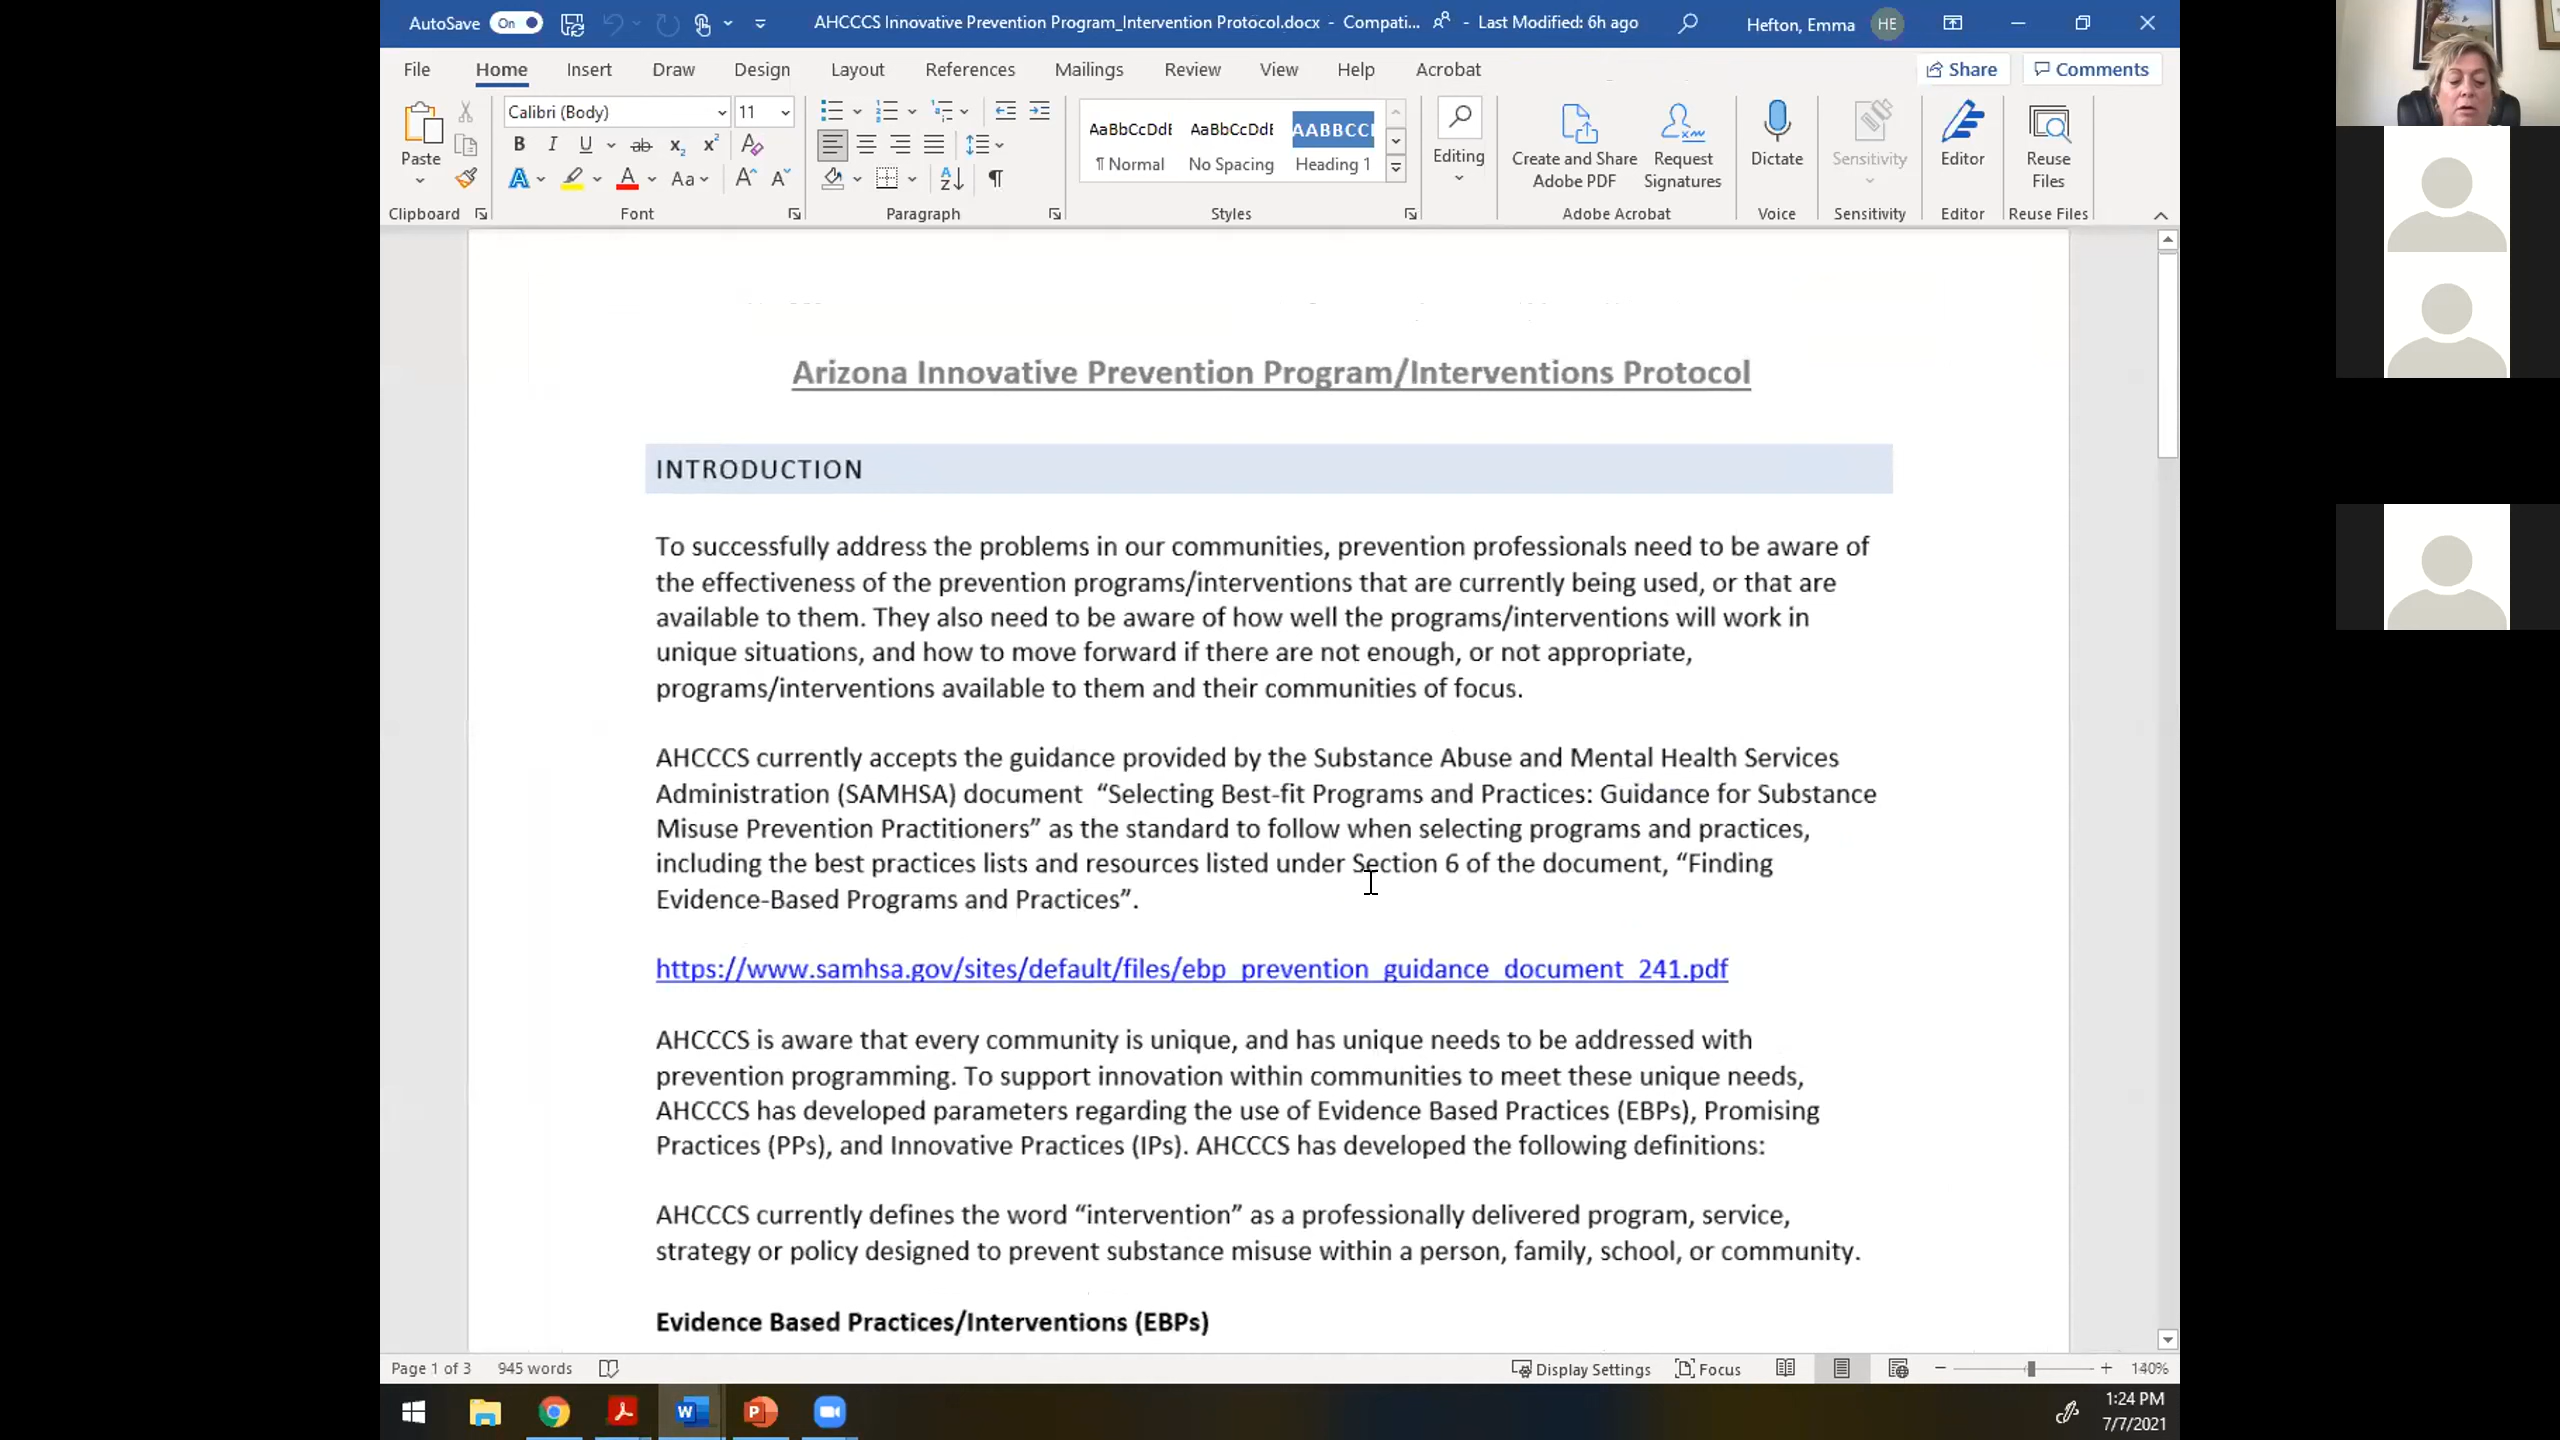 AutoSave On AHCCCS Innovative Prevention Program_Intervention Protocol.docx - Compati... - Last Modified: 6h ago Hefton, Emma HE
File Home Insert Draw Design Layout References Mailings Review View Help Acrobat Share Comments
Calibri (Body) 11
AaBbCcDdE AaBbCcDdE AABBCCI
Paste B I U ab x₂ x² ¶ Normal No Spacing Heading 1 Editing Create and Share Adobe PDF Request Signatures Dictate Sensitivity Editor Reuse Files
A A Aa A A
Clipboard Font Paragraph Styles Adobe Acrobat Voice Sensitivity Editor Reuse Files
Arizona Innovative Prevention Program/Interventions Protocol
INTRODUCTION
To successfully address the problems in our communities, prevention professionals need to be aware of
the effectiveness of the prevention programs/interventions that are currently being used, or that are
available to them. They also need to be aware of how well the programs/interventions will work in
unique situations, and how to move forward if there are not enough, or not appropriate,
programs/interventions available to them and their communities of focus.
AHCCCS currently accepts the guidance provided by the Substance Abuse and Mental Health Services
Administration (SAMHSA) document “Selecting Best-fit Programs and Practices: Guidance for Substance
Misuse Prevention Practitioners” as the standard to follow when selecting programs and practices,
including the best practices lists and resources listed under Section 6 of the document, “Finding
Evidence-Based Programs and Practices”.
https://www.samhsa.gov/sites/default/files/ebp_prevention_guidance_document_241.pdf
AHCCCS is aware that every community is unique, and has unique needs to be addressed with
prevention programming. To support innovation within communities to meet these unique needs,
AHCCCS has developed parameters regarding the use of Evidence Based Practices (EBPs), Promising
Practices (PPs), and Innovative Practices (IPs). AHCCCS has developed the following definitions:
AHCCCS currently defines the word “intervention” as a professionally delivered program, service,
strategy or policy designed to prevent substance misuse within a person, family, school, or community.
Evidence Based Practices/Interventions (EBPs)
Page 1 of 3 945 words Display Settings Focus 140%
1:24 PM
7/7/2021